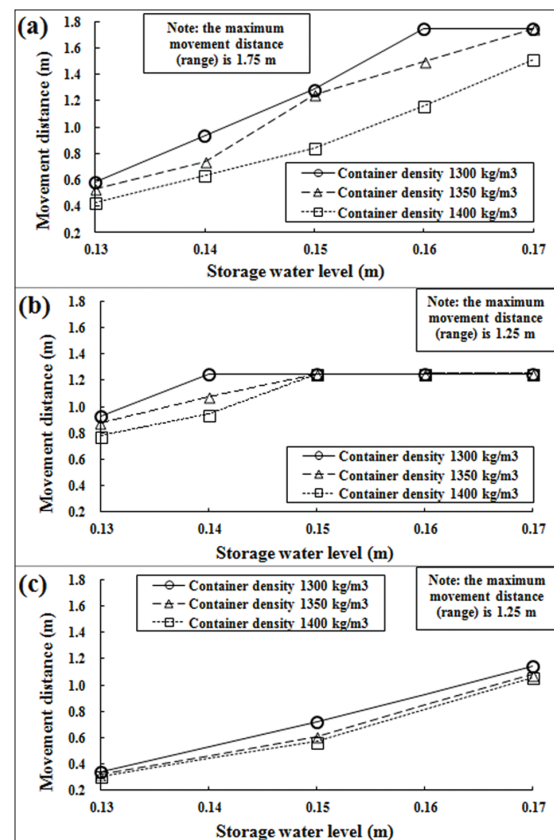 (a)
Note: the maximum
movement distance
(range) is 1.75 m
Movement distance (m)
1.8
1.6
1.4
1.2
1.0
0.8
0.6
0.4
0.2
Container density 1300 kg/m3
Container density 1350 kg/m3
Container density 1400 kg/m3
0.13 0.14 0.15 0.16 0.17
Storage water level (m)
(b)
Note: the maximum
movement distance
(range) is 1.25 m
Movement distance (m)
1.8
1.6
1.4
1.2
1.0
0.8
0.6
0.4
0.2
Container density 1300 kg/m3
Container density 1350 kg/m3
Container density 1400 kg/m3
0.13 0.14 0.15 0.16 0.17
Storage water level (m)
(c)
Container density 1300 kg/m3
Container density 1350 kg/m3
Container density 1400 kg/m3
Note: the maximum
movement distance
(range) is 1.25 m
Movement distance (m)
1.8
1.6
1.4
1.2
1.0
0.8
0.6
0.4
0.2
0.13 0.14 0.15 0.16 0.17
Storage water level (m)